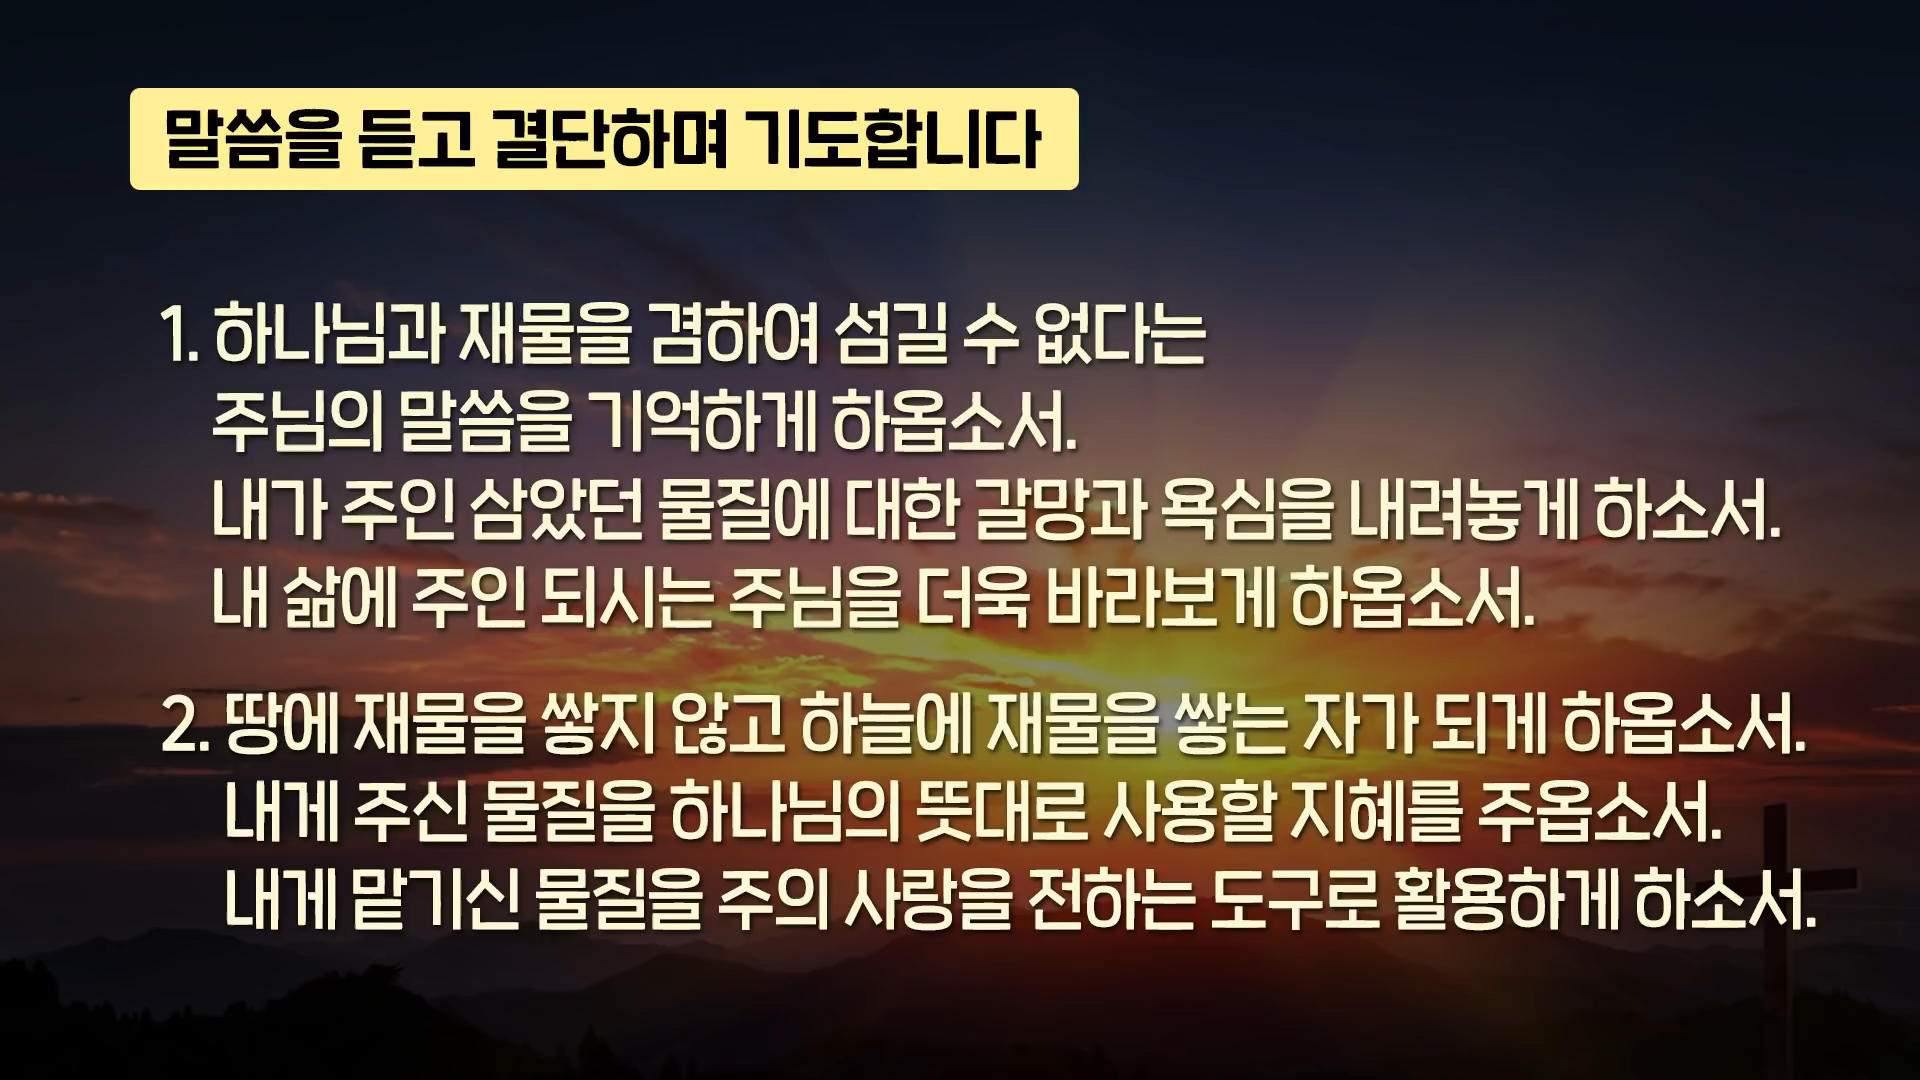 말씀을 듣고 결단하며 기도합니다
1. 하나님과 재물을 겸하여 섬길 수 없다는
주님의 말씀을 기억하게 하옵소서.
내가 주인 삼았던 물질에 대한 갈망과 욕심을 내려놓게 하소서.
내 삶에 주인 되시는 주님을 더욱 바라보게 하옵소서.
2. 땅에 재물을 쌓지 않고 하늘에 재물을 쌓는 자가 되게 하옵소서.
내게 주신 물질을 하나님의 뜻대로 사용할 지혜를 주옵소서.
내게 맡기신 물질을 주의 사랑을 전하는 도구로 활용하게 하소서.